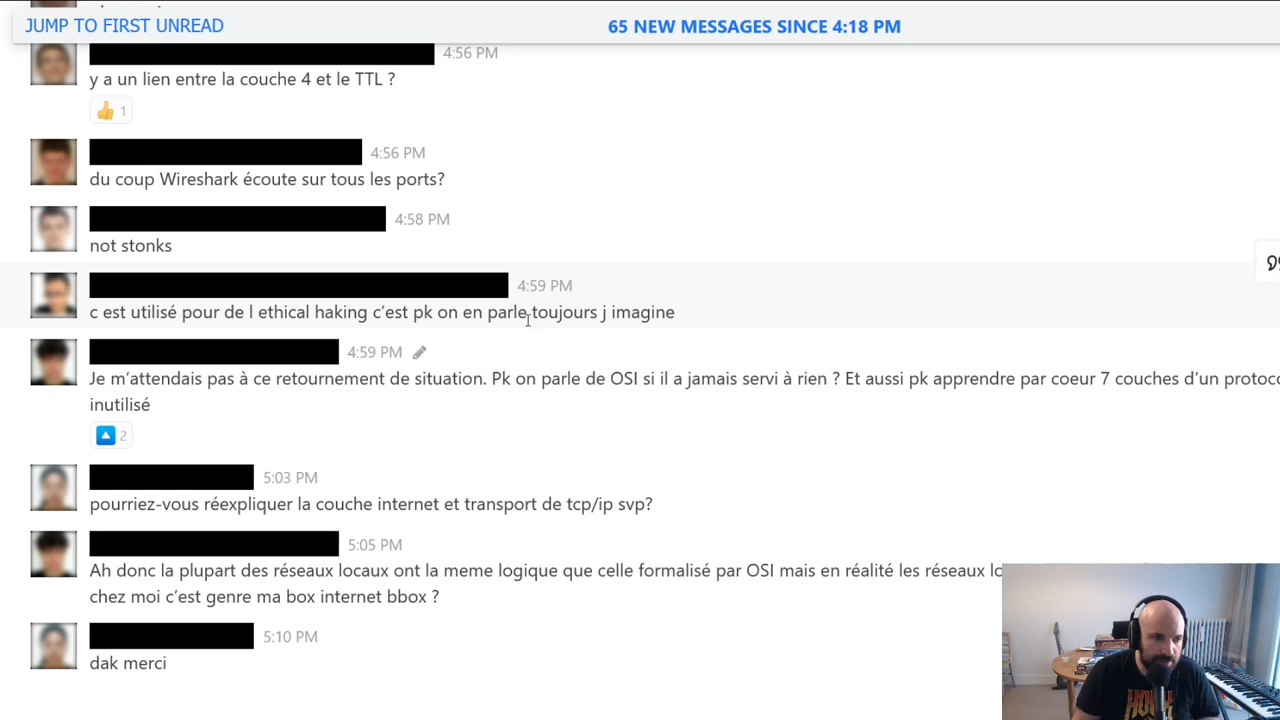 JUMP TO FIRST UNREAD
65 NEW MESSAGES SINCE 4:18 PM
4:56 PM
y a un lien entre la couche 4 et le TTL ?
1
4:56 PM
du coup Wireshark écoute sur tous les ports?
4:58 PM
not stonks
4:59 PM
c est utilisé pour de l ethical haking c'est pk on en parle toujours j imagine
4:59 PM
Je m'attendais pas à ce retournement de situation. Pk on parle de OSI si il a jamais servi à rien ? Et aussi pk apprendre par coeur 7 couches d'un
inutilisé
2
5:03 PM
pourriez-vous réexpliquer la couche internet et transport de tcp/ip svp?
5:05 PM
Ah donc la plupart des réseaux locaux ont la meme logique que celle formalisé par OSI mais en réalité les réseaux
chez moi c'est genre ma box internet bbox ?
5:10 PM
dak merci